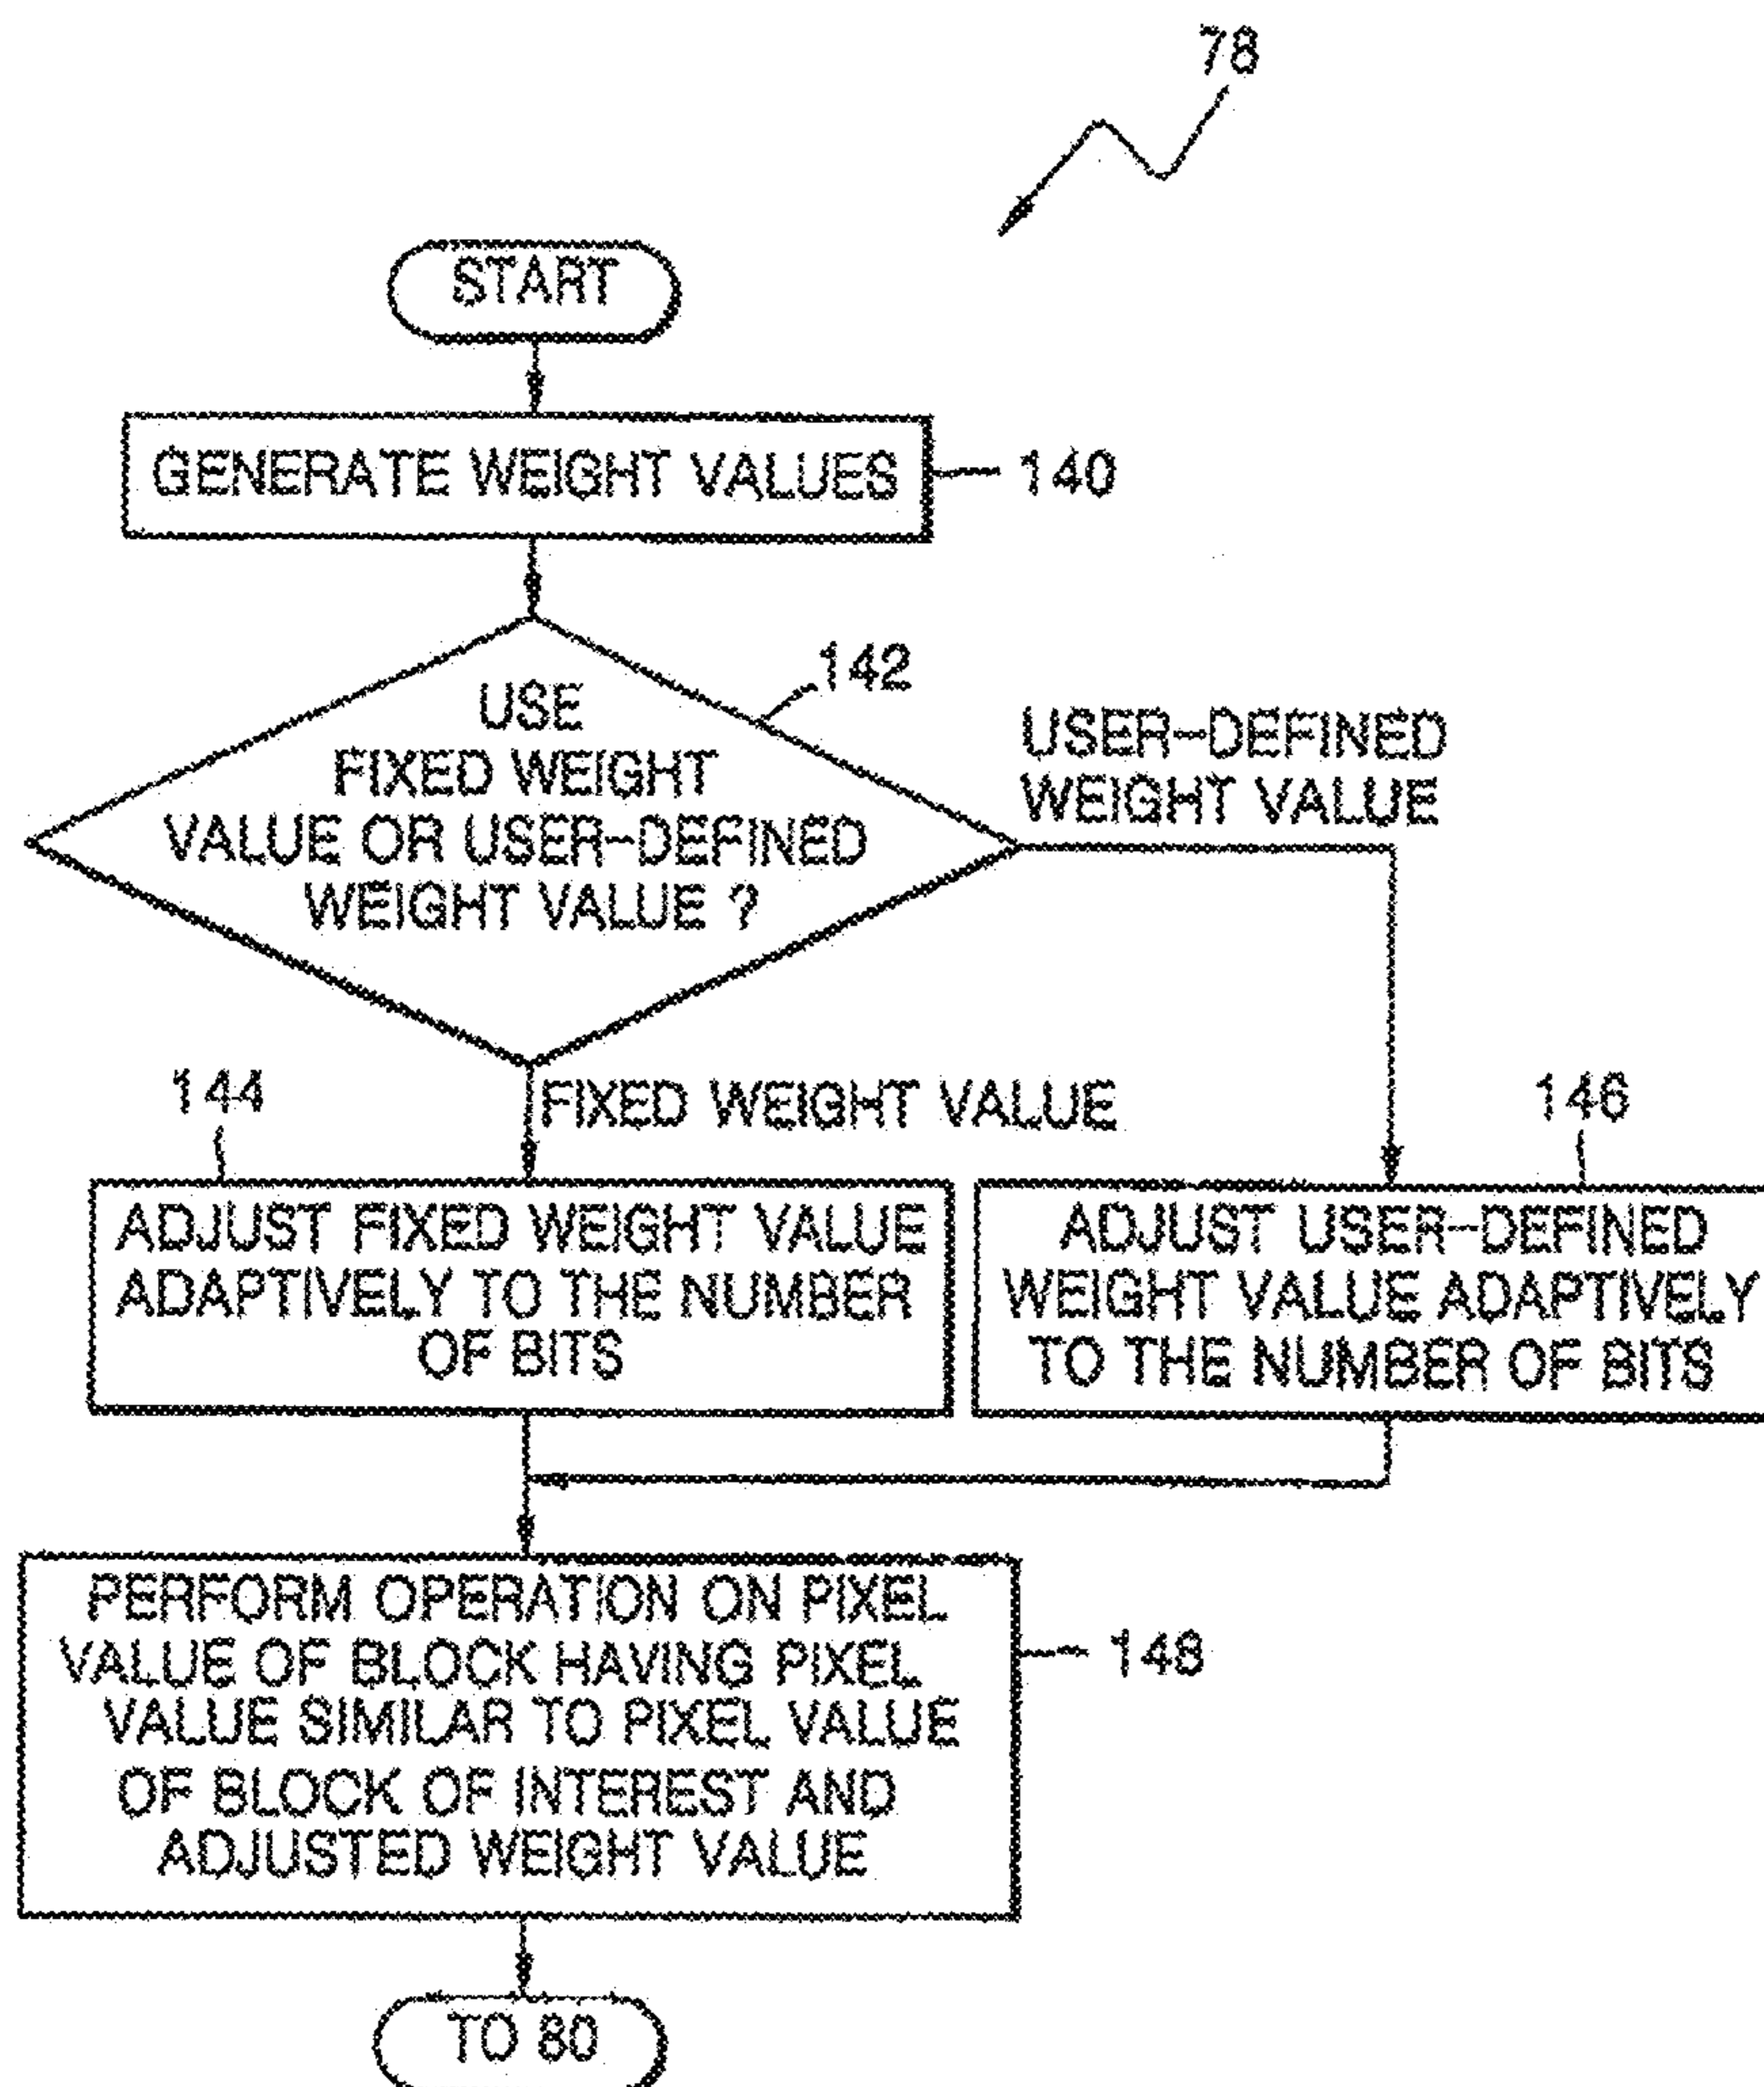 78
START
GENERATE WEIGHT VALUES
140
142
USE
FIXED WEIGHT
VALUE OR USER-DEFINED
WEIGHT VALUE ?
USER-DEFINED
WEIGHT VALUE
FIXED WEIGHT VALUE
144
ADJUST FIXED WEIGHT VALUE
ADAPTIVELY TO THE NUMBER
OF BITS
146
ADJUST USER-DEFINED
WEIGHT VALUE ADAPTIVELY
TO THE NUMBER OF BITS
PERFORM OPERATION ON PIXEL
VALUE OF BLOCK HAVING PIXEL
VALUE SIMILAR TO PIXEL VALUE
OF BLOCK OF INTEREST AND
ADJUSTED WEIGHT VALUE
148
TO 80